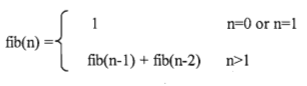 1 n=0 or n=1
fib(n) =
fib(n-1) + fib(n-2) n>1